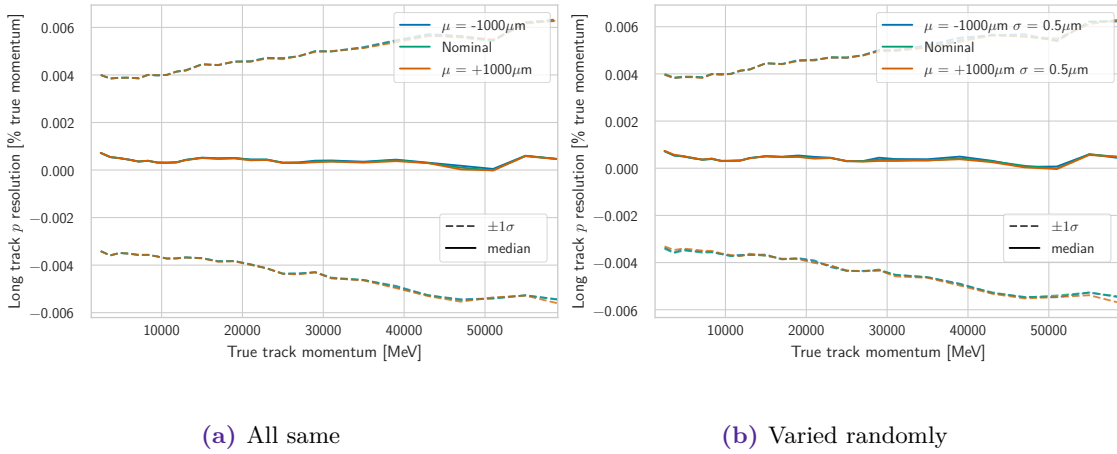 0.006
0.004
0.002
0.000
−0.002
−0.004
−0.006
Long track p resolution [% true momentum]
μ = -1000μm
Nominal
μ = +1000μm
±1σ
median
10000 20000 30000 40000 50000
True track momentum [MeV]
(a) All same
0.006
0.004
0.002
0.000
−0.002
−0.004
−0.006
Long track p resolution [% true momentum]
μ = -1000μm σ = 0.5μm
Nominal
μ = +1000μm σ = 0.5μm
±1σ
median
10000 20000 30000 40000 50000
True track momentum [MeV]
(b) Varied randomly